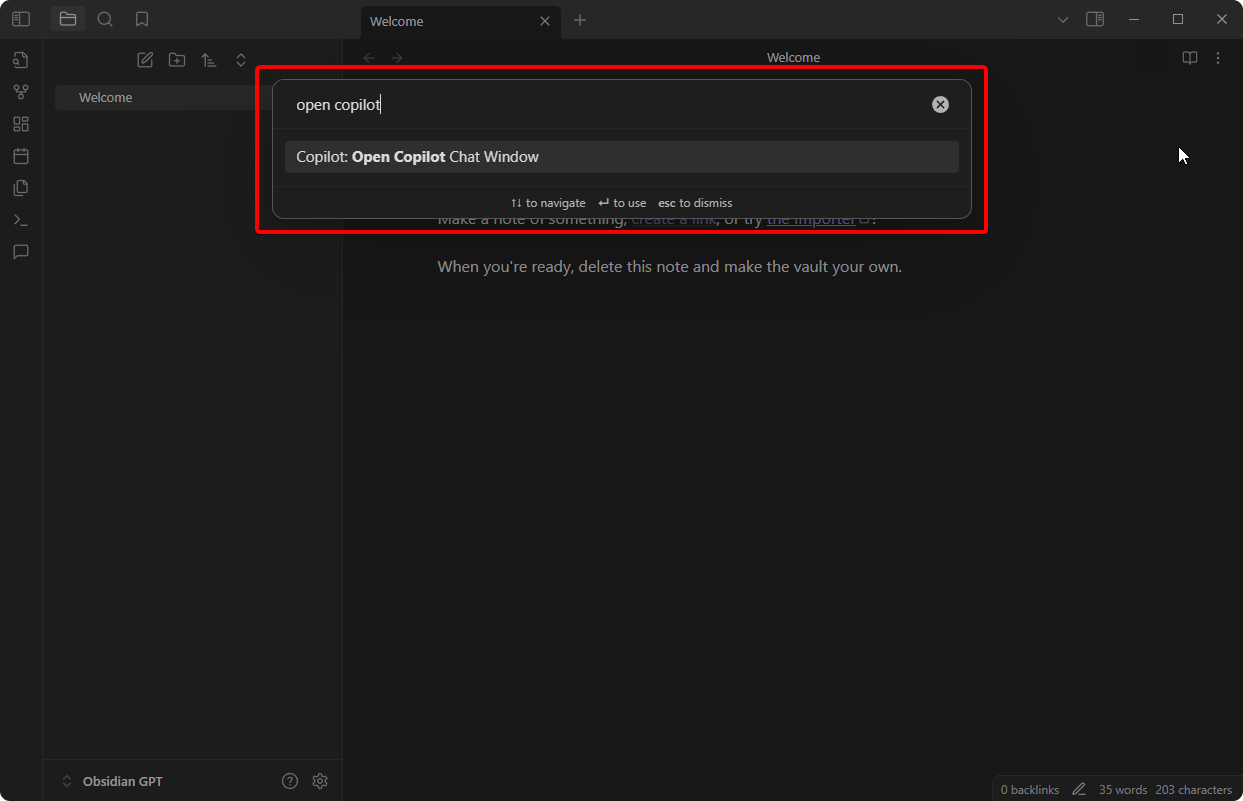 Welcome
Welcome
Welcome
open copilot
Copilot: Open Copilot Chat Window
↑↓ to navigate ↵ to use esc to dismiss
Make a note of something, create a link, or try the Importer!
When you're ready, delete this note and make the vault your own.
Obsidian GPT
0 backlinks 35 words 203 characters